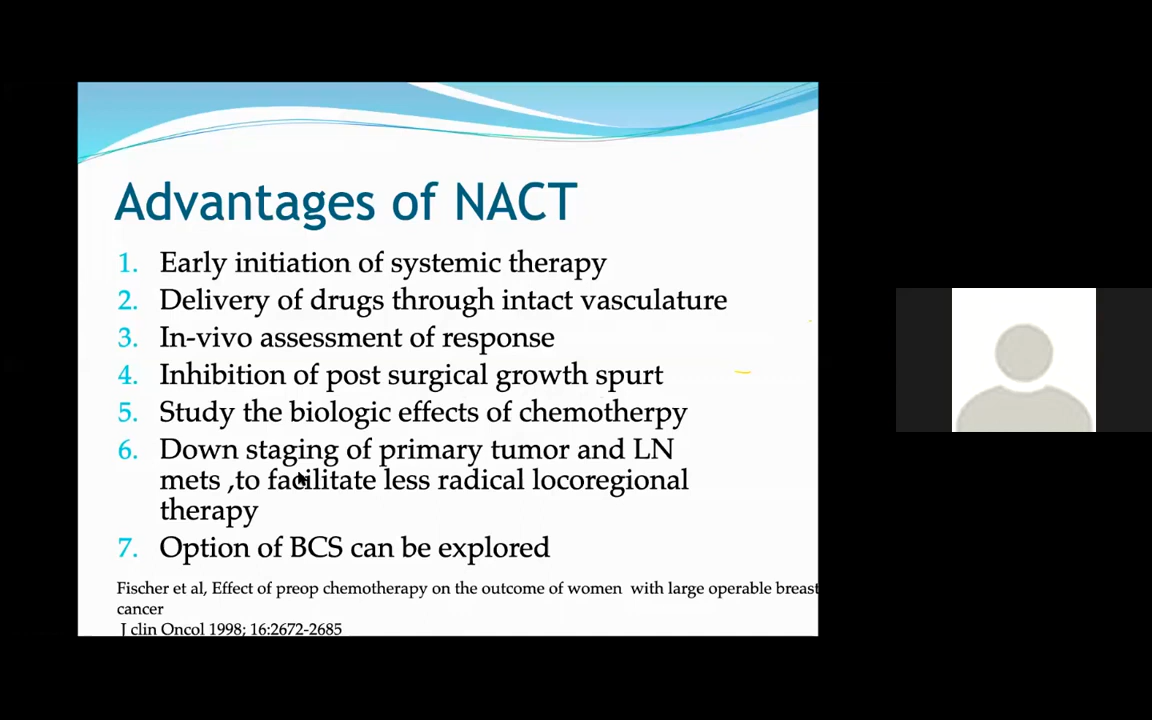 Advantages of NACT
1. Early initiation of systemic therapy
2. Delivery of drugs through intact vasculature
3. In-vivo assessment of response
4. Inhibition of post surgical growth spurt
5. Study the biologic effects of chemotherpy
6. Down staging of primary tumor and LN
mets ,to facilitate less radical locoregional
therapy
7. Option of BCS can be explored
Fischer et al, Effect of preop chemotherapy on the outcome of women with large operable breast
cancer
J clin Oncol 1998; 16:2672-2685